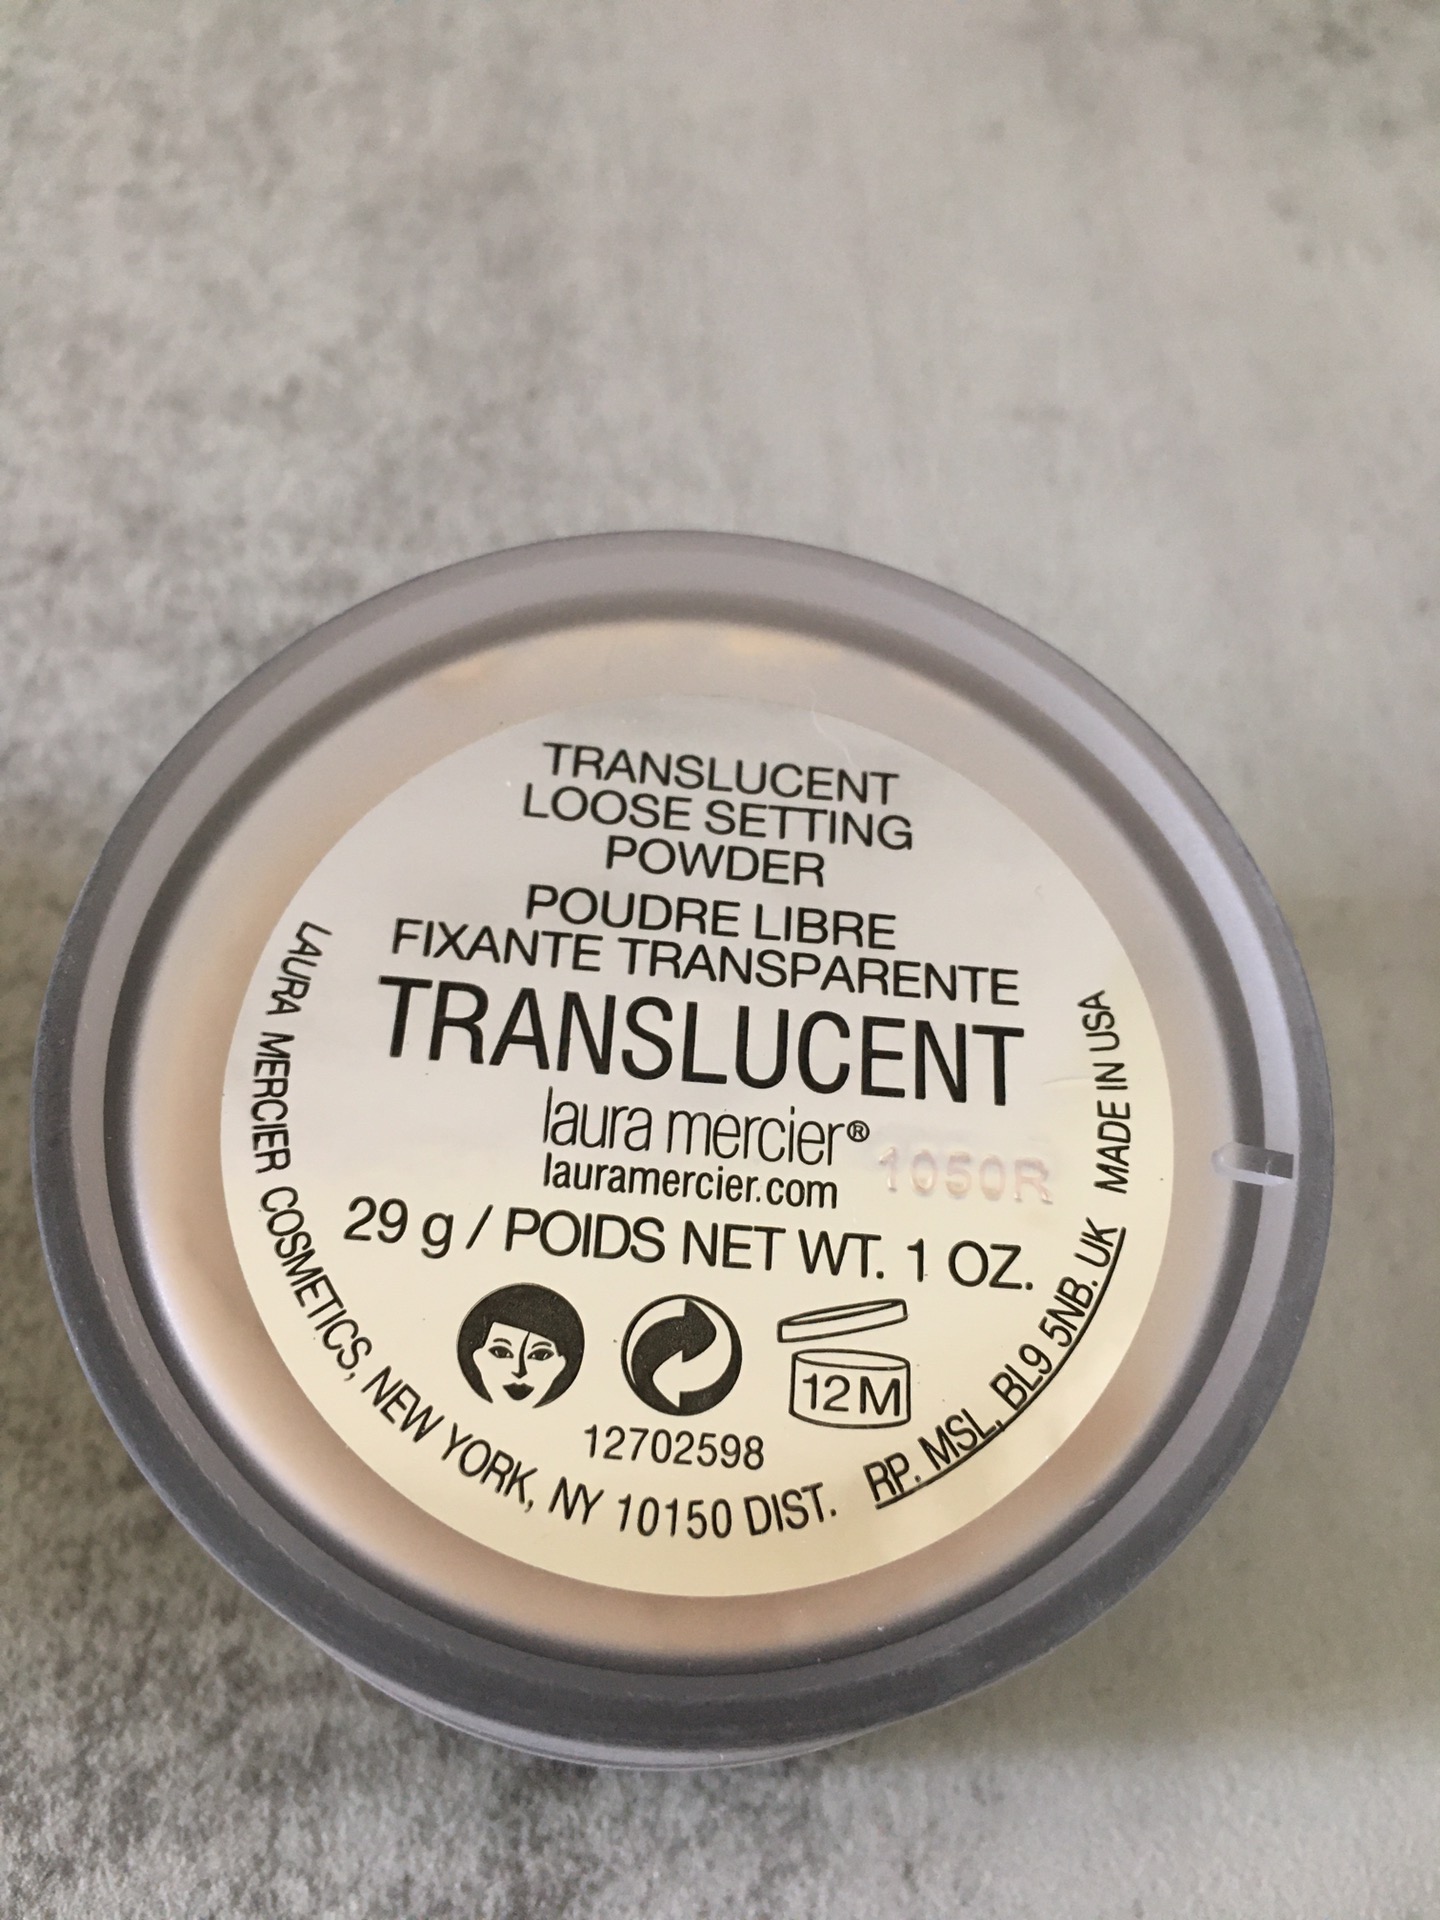 TRANSLUCENT
LOOSE SETTING
POWDER
POUDRE LIBRE
FIXANTE TRANSPARENTE
TRANSLUCENT
laura mercier®
lauramercier.com
1050R
29 g / POIDS NET WT. 1 OZ.
12M
12702598
LAURA MERCIER COSMETICS, NEW YORK, NY 10150 DIST. RP. MSL, BL9 5NB. UK MADE IN USA